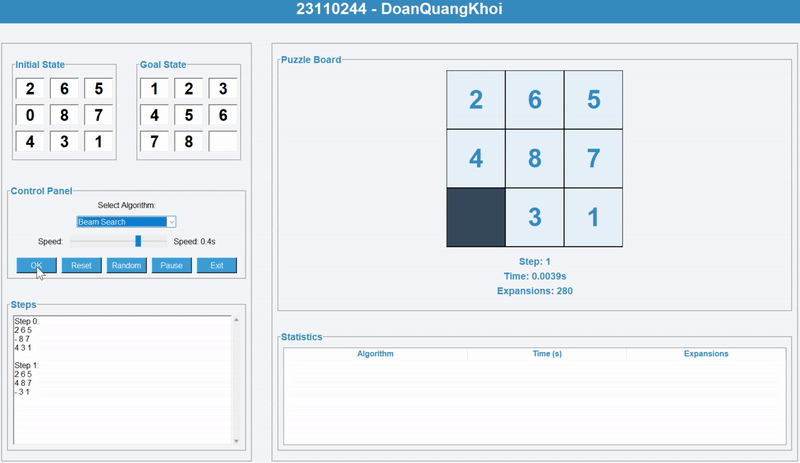 23110244 - DoanQuangKhoi
Initial State
2 6 5
0 8 7
4 3 1
Goal State
1 2 3
4 5 6
7 8
Control Panel
Select Algorithm:
Beam Search
Speed: Speed: 0.4s
OK Reset Random Pause Exit
Steps
Step 0:
2 6 5
- 8 7
4 3 1
Step 1:
2 6 5
4 8 7
- 3 1
Puzzle Board
2 6 5
4 8 7
3 1
Step: 1
Time: 0.0039s
Expansions: 280
Statistics
Algorithm Time (s) Expansions